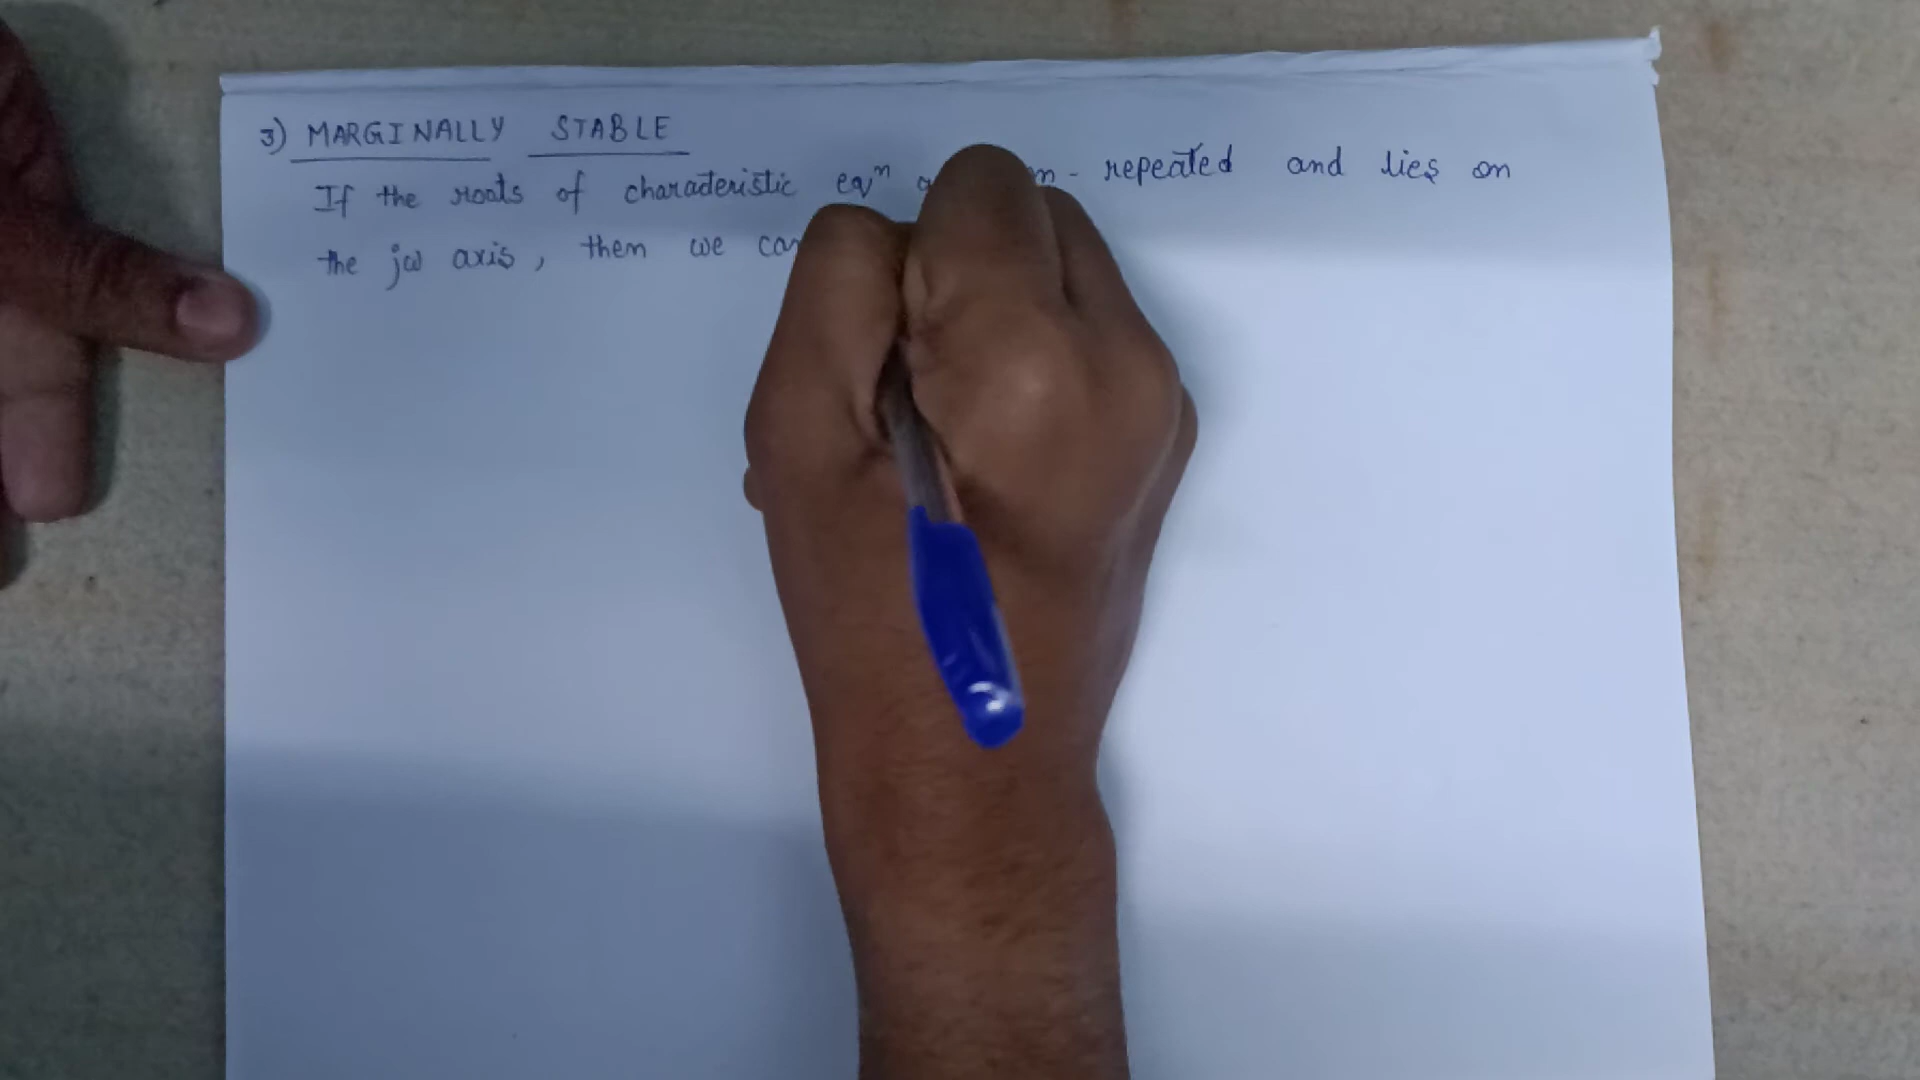 3) MARGINALLY STABLE
If the roots of characteristic eqⁿ - repeated and lies on
the jω axis, then we